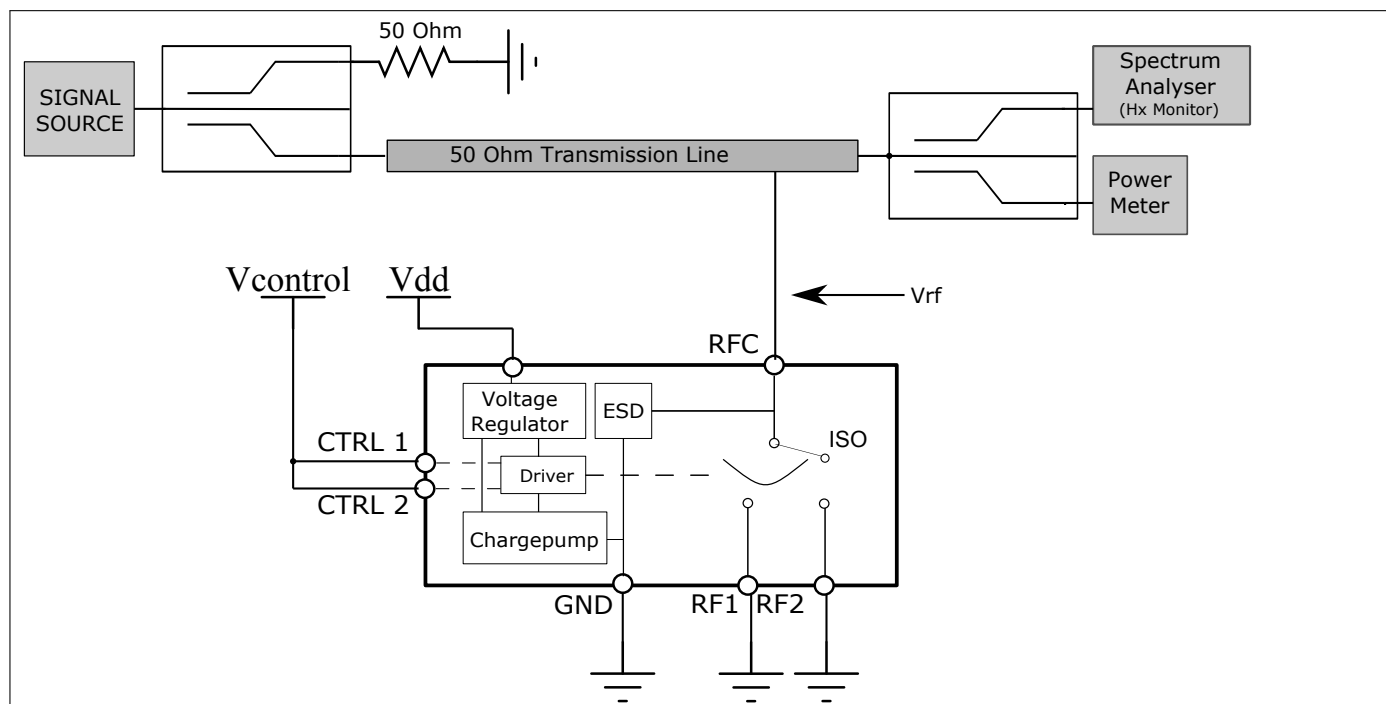 50 Ohm
SIGNAL
SOURCE
50 Ohm Transmission Line
Spectrum
Analyser
(Hx Monitor)
Power
Meter
Vcontrol
Vdd
Vrf
RFC
Voltage
Regulator
ESD
ISO
CTRL 1
Driver
CTRL 2
Chargepump
GND
RF1
RF2